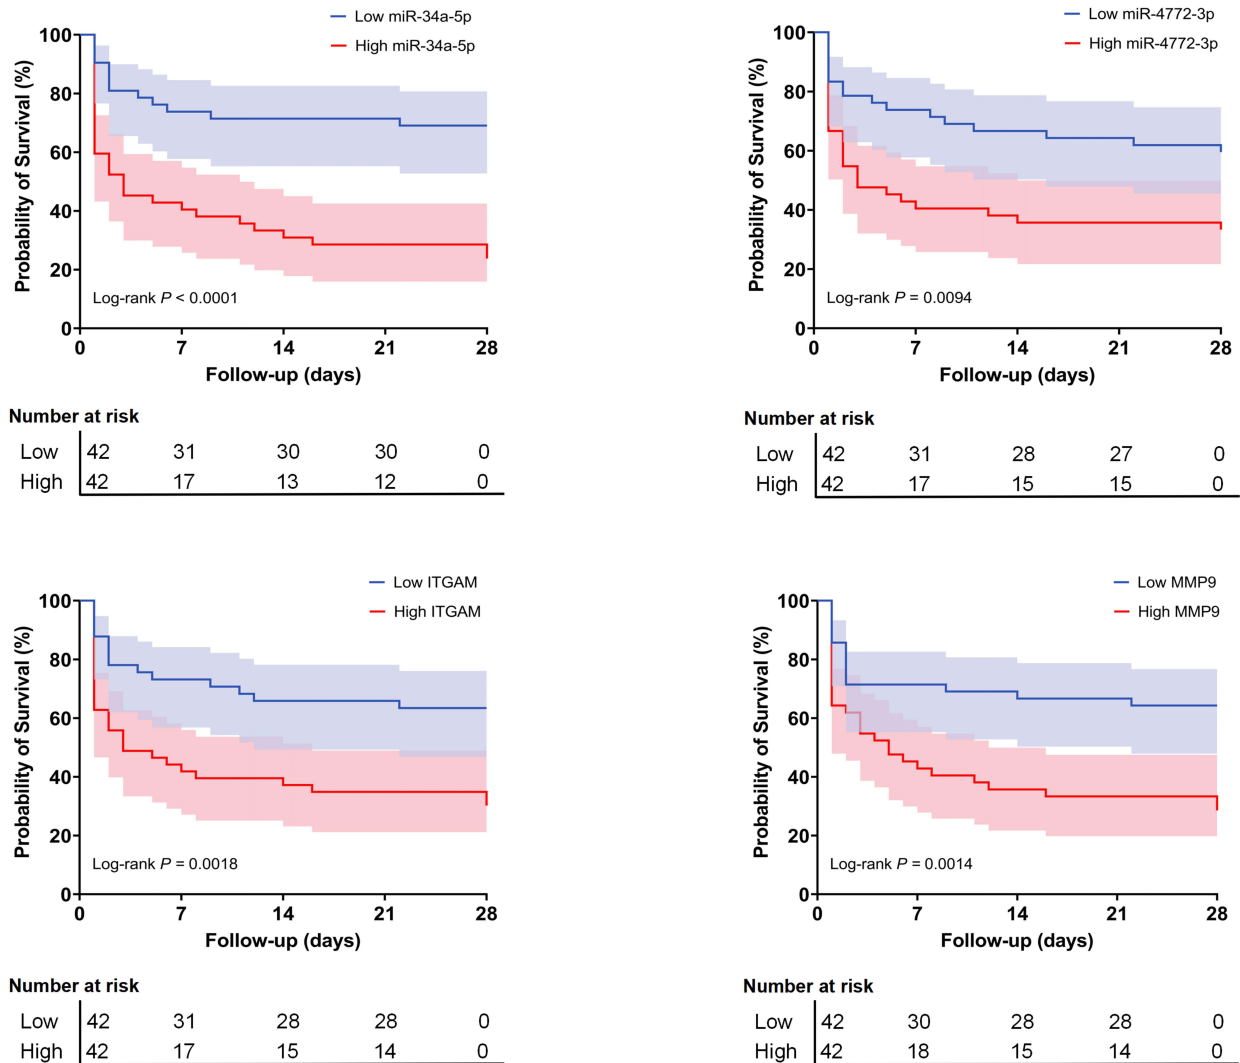 Low miR-34a-5p
High miR-34a-5p
Probability of Survival (%)
100
80
60
40
20
0
Log-rank P < 0.0001
0 7 14 21 28
Follow-up (days)
Number at risk
Low 42 31 30 30 0
High 42 17 13 12 0
Low miR-4772-3p
High miR-4772-3p
Probability of Survival (%)
100
80
60
40
20
0
Log-rank P = 0.0094
0 7 14 21 28
Follow-up (days)
Number at risk
Low 42 31 28 27 0
High 42 17 15 15 0
Low ITGAM
High ITGAM
Probability of Survival (%)
100
80
60
40
20
0
Log-rank P = 0.0018
0 7 14 21 28
Follow-up (days)
Number at risk
Low 42 31 28 28 0
High 42 17 15 14 0
Low MMP9
High MMP9
Probability of Survival (%)
100
80
60
40
20
0
Log-rank P = 0.0014
0 7 14 21 28
Follow-up (days)
Number at risk
Low 42 30 28 28 0
High 42 18 15 14 0